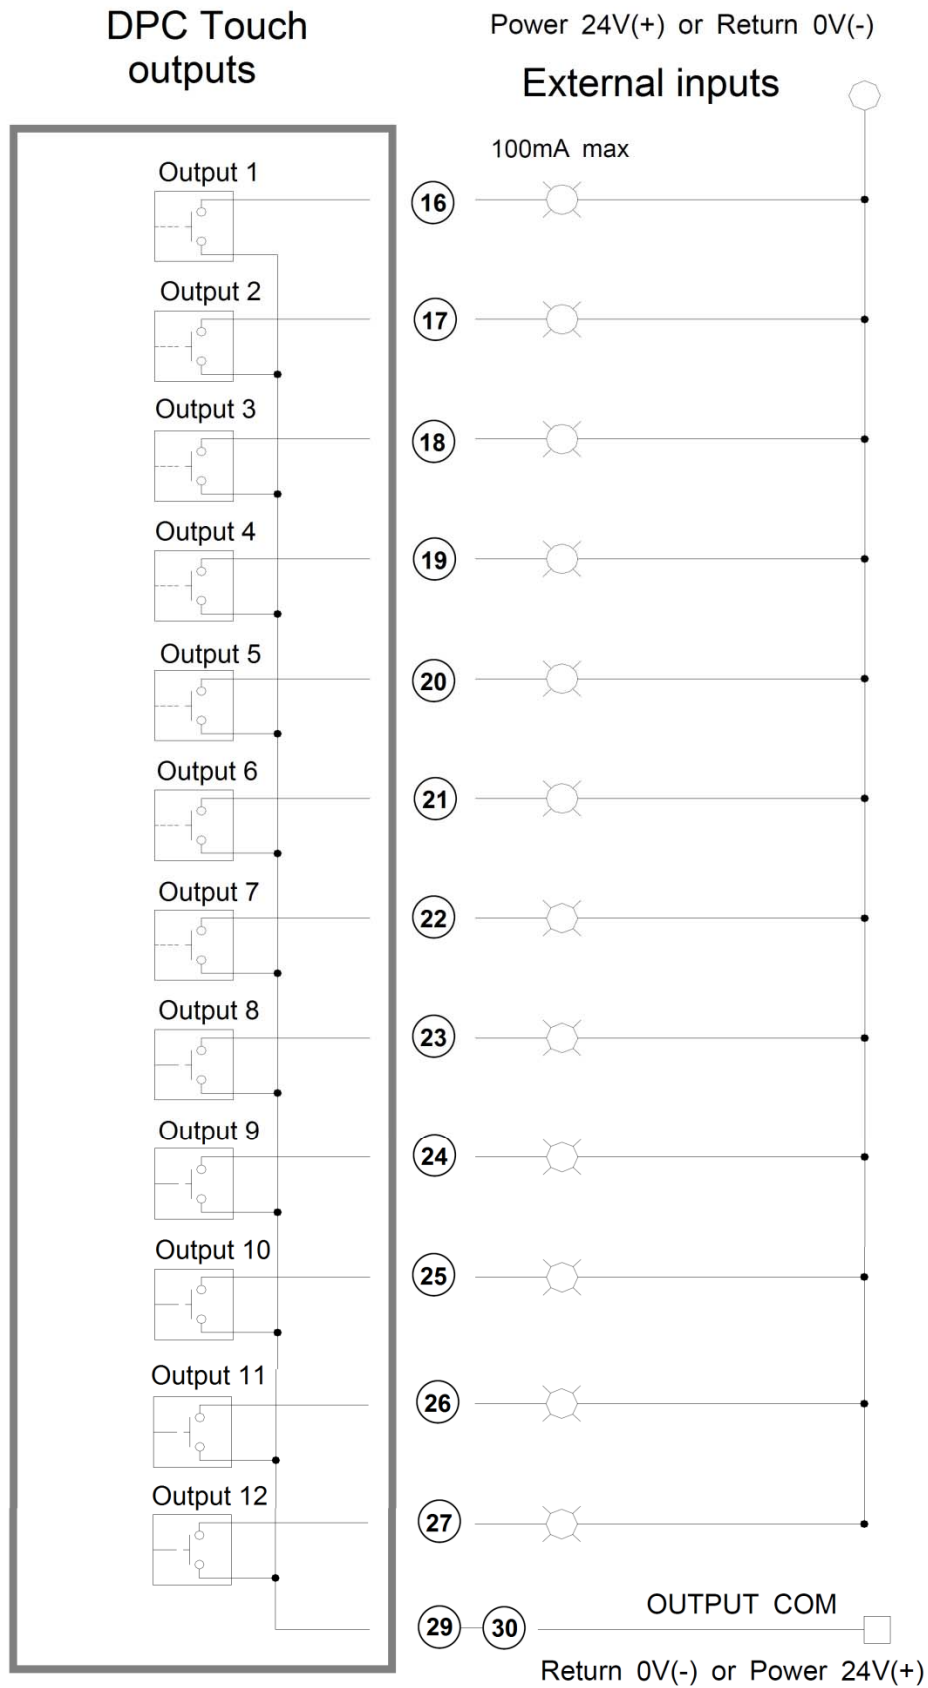 DPC Touch
outputs
Power 24V(+) or Return 0V(-)
External inputs
100mA max
Output 1
16
Output 2
17
Output 3
18
Output 4
19
Output 5
20
Output 6
21
Output 7
22
Output 8
23
Output 9
24
Output 10
25
Output 11
26
Output 12
27
OUTPUT COM
29
30
Return 0V(-) or Power 24V(+)